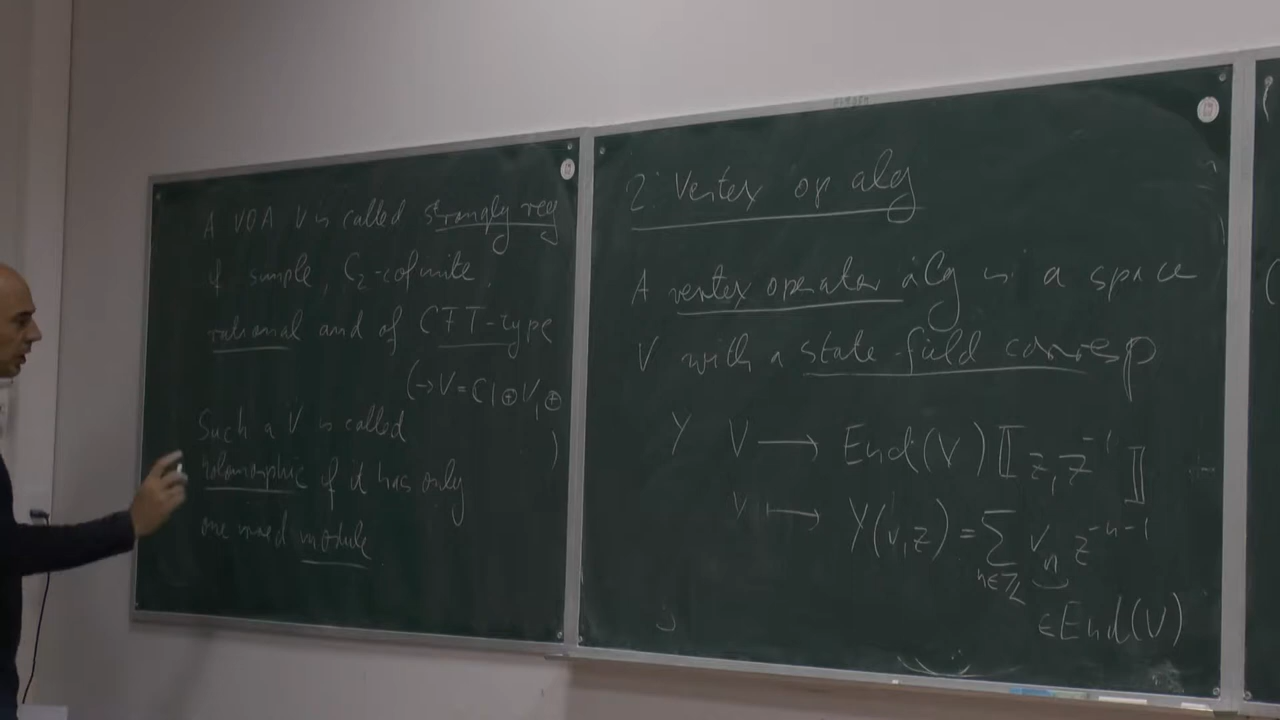 A VOA V is called strongly reg
if simple, C₂-cofinite,
rational and of CFT-type
(→V=ℂ1⊕V₁⊕
)
Such a V is called
holomorphic if it has only
one irred module
2. Vertex op alg
A vertex operator alg is a space
V with a state-field corresp
Y V ⟶ End(V)⟦z,z⁻¹⟧
v ⟼ Y(v,z) = ∑ vₙ z⁻ⁿ⁻¹
n∈ℤ
∈End(V)